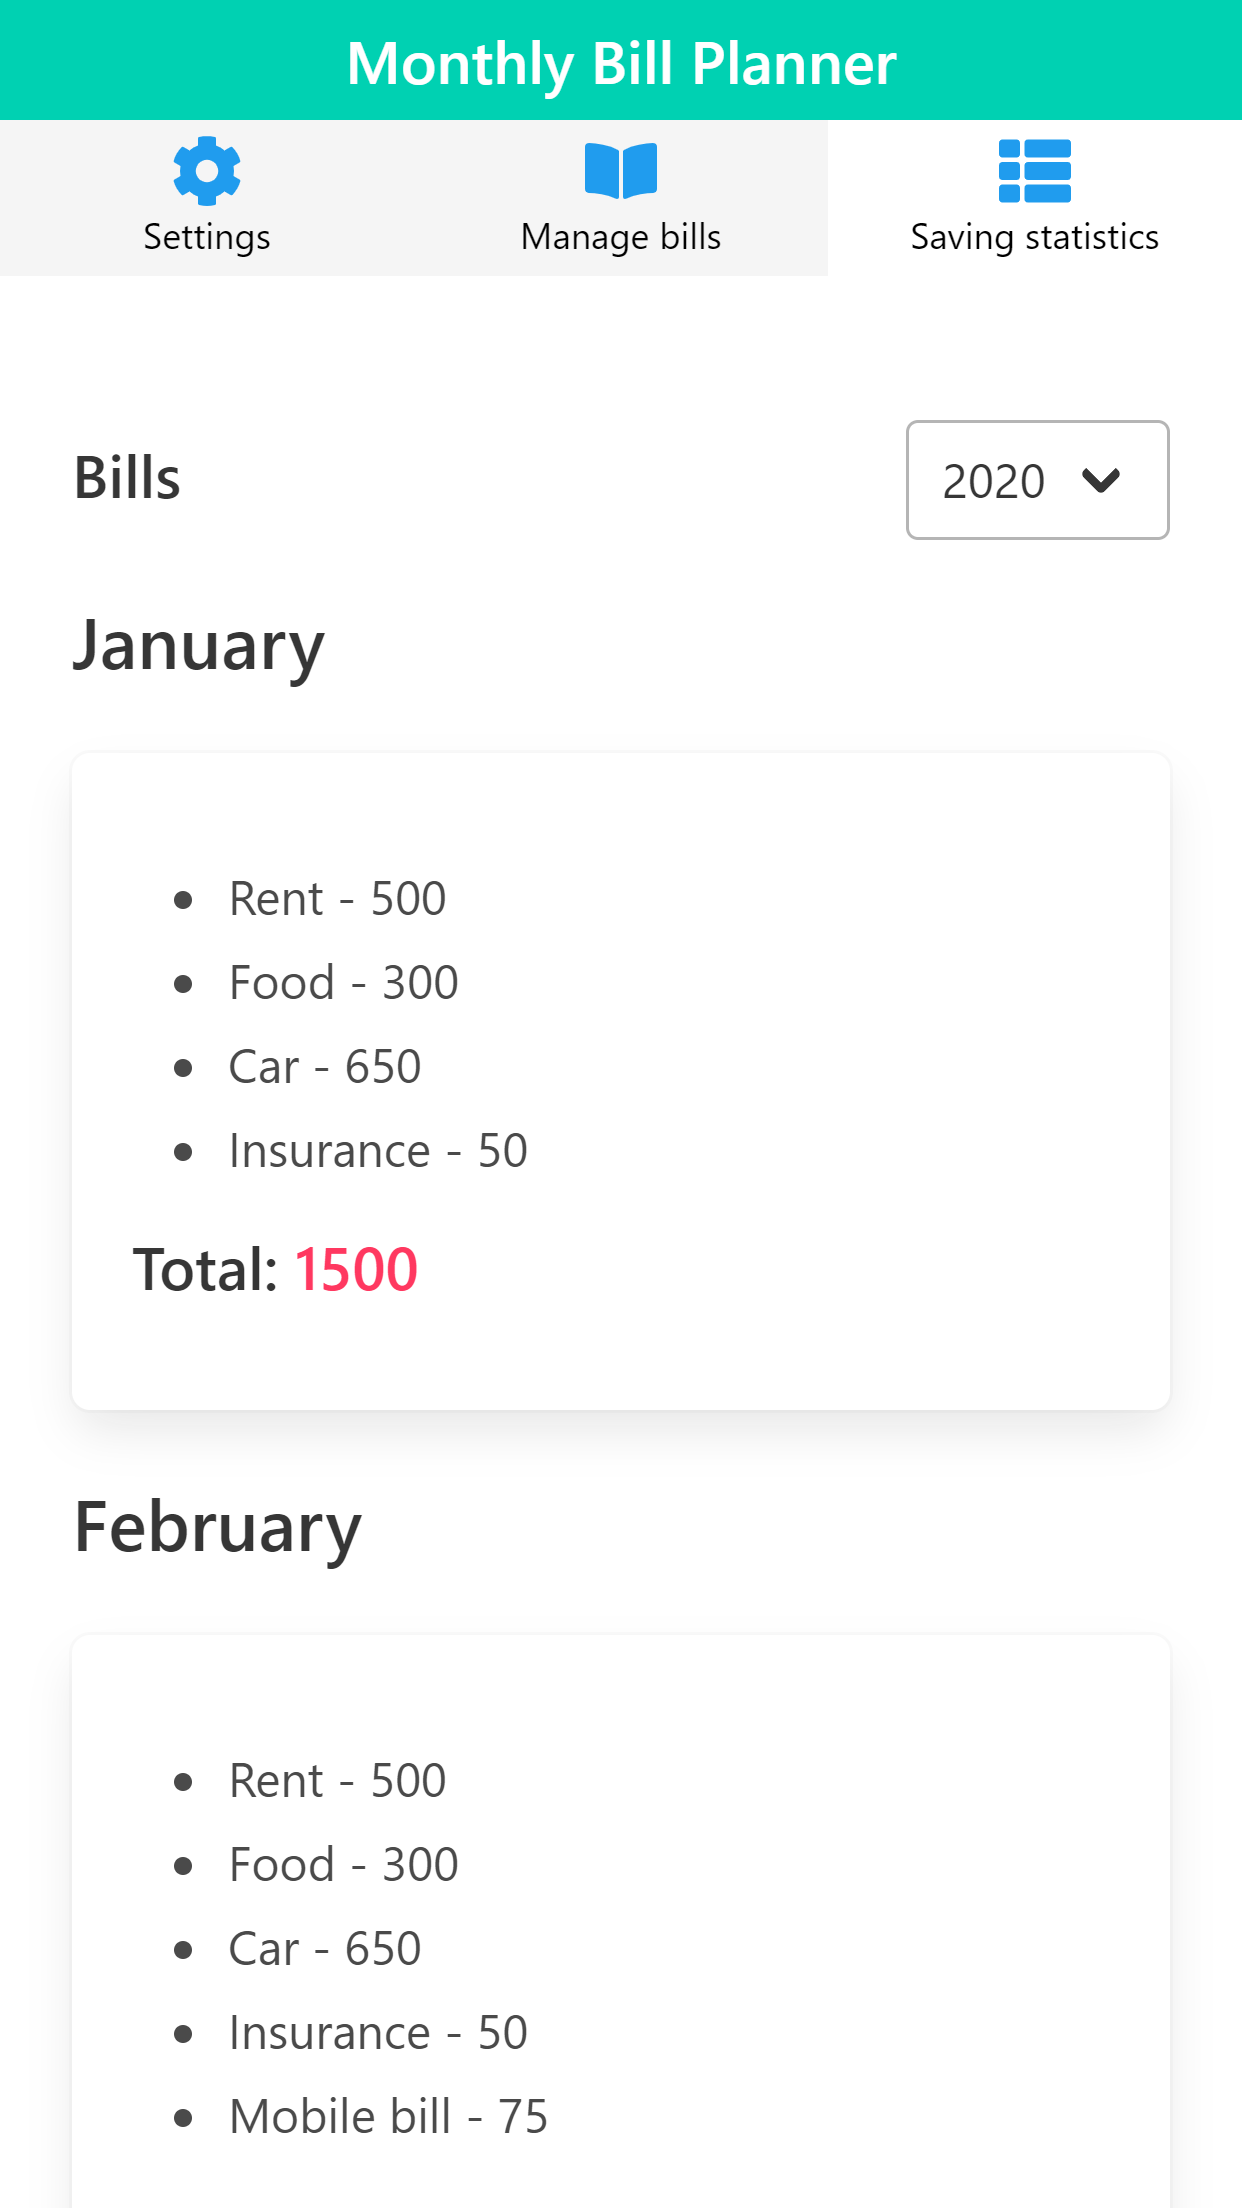 Monthly Bill Planner
Settings
Manage bills
Saving statistics
Bills
2020
January
• Rent - 500
• Food - 300
• Car - 650
• Insurance - 50
Total: 1500
February
• Rent - 500
• Food - 300
• Car - 650
• Insurance - 50
• Mobile bill - 75